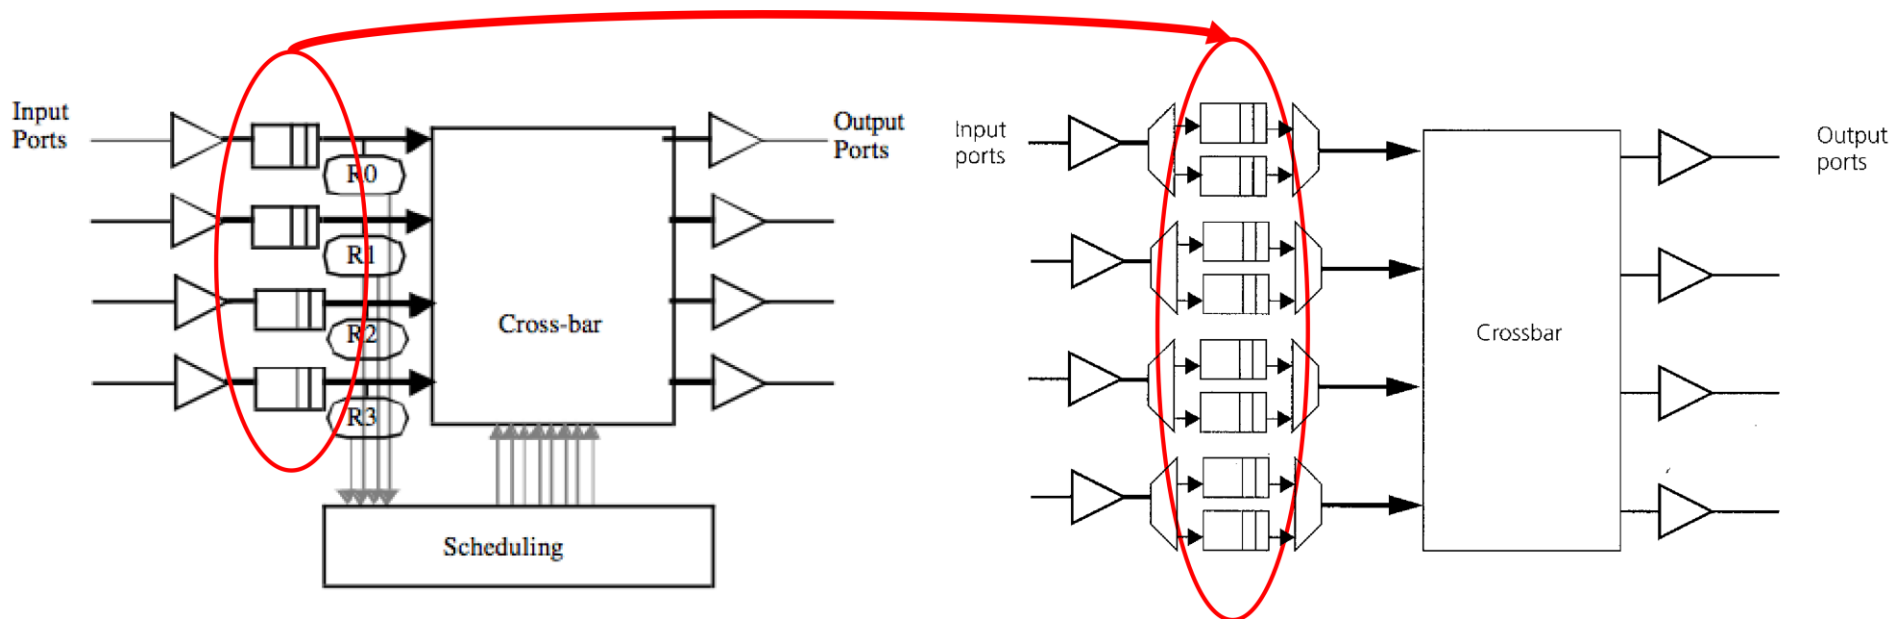 Input
Ports
R0
R1
R2
R3
Cross-bar
Scheduling
Output
Ports
Input
ports
Crossbar
Output
ports